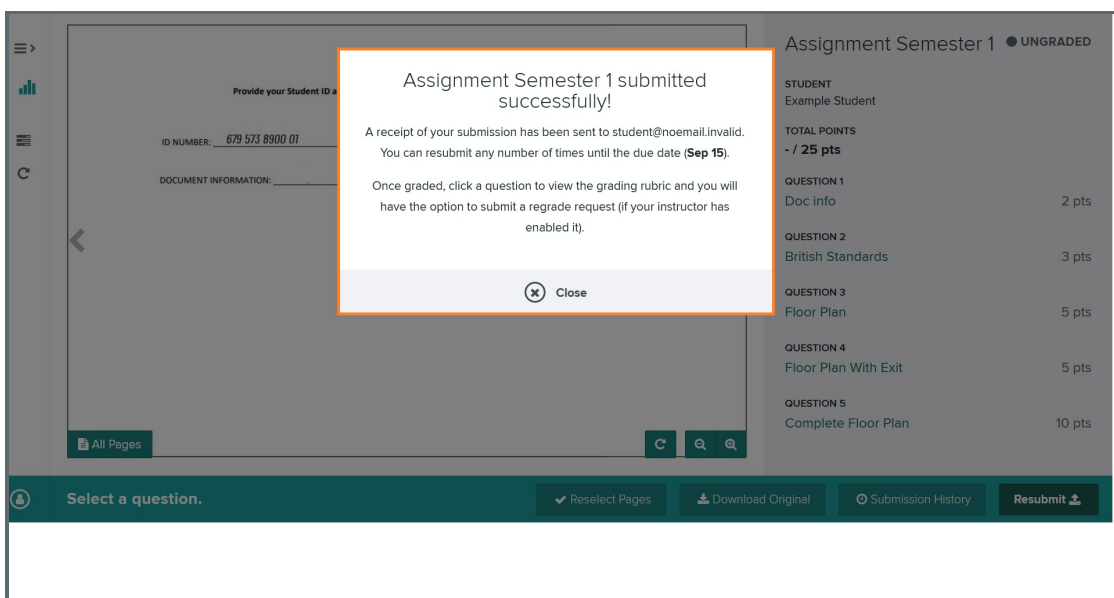 Provide your Student ID a
ID NUMBER: 679 573 8900 01
DOCUMENT INFORMATION:
All Pages
Assignment Semester 1 submitted
successfully!
A receipt of your submission has been sent to student@noemail.invalid.
You can resubmit any number of times until the due date (Sep 15).
Once graded, click a question to view the grading rubric and you will
have the option to submit a regrade request (if your instructor has
enabled it).
Close
Assignment Semester 1 UNGRADED
STUDENT
Example Student
TOTAL POINTS
- / 25 pts
QUESTION 1
Doc info 2 pts
QUESTION 2
British Standards 3 pts
QUESTION 3
Floor Plan 5 pts
QUESTION 4
Floor Plan With Exit 5 pts
QUESTION 5
Complete Floor Plan 10 pts
Select a question. Reselect Pages Download Original Submission History Resubmit